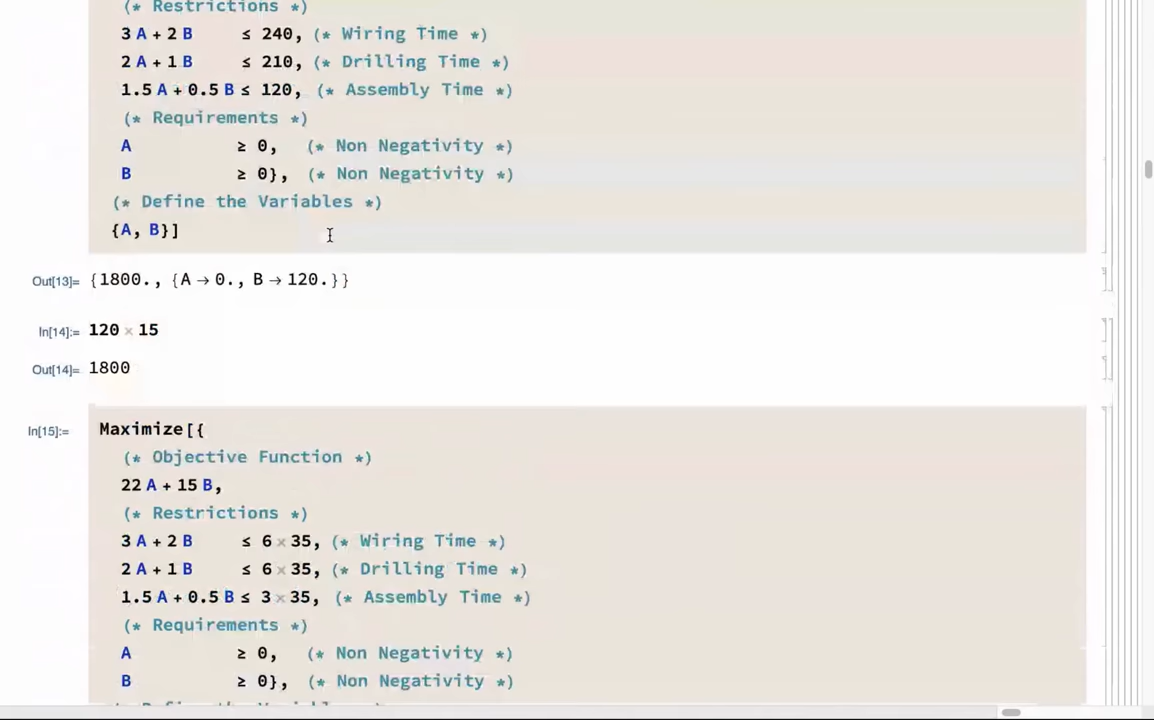 (* Restrictions *)
3 A + 2 B ≤ 240, (* Wiring Time *)
2 A + 1 B ≤ 210, (* Drilling Time *)
1.5 A + 0.5 B ≤ 120, (* Assembly Time *)
(* Requirements *)
A ≥ 0, (* Non Negativity *)
B ≥ 0}, (* Non Negativity *)
(* Define the Variables *)
{A, B}]
Out[13]= {1800., {A → 0., B → 120.}}
In[14]:= 120 × 15
Out[14]= 1800
In[15]:= Maximize[{
(* Objective Function *)
22 A + 15 B,
(* Restrictions *)
3 A + 2 B ≤ 6 × 35, (* Wiring Time *)
2 A + 1 B ≤ 6 × 35, (* Drilling Time *)
1.5 A + 0.5 B ≤ 3 × 35, (* Assembly Time *)
(* Requirements *)
A ≥ 0, (* Non Negativity *)
B ≥ 0}, (* Non Negativity *)